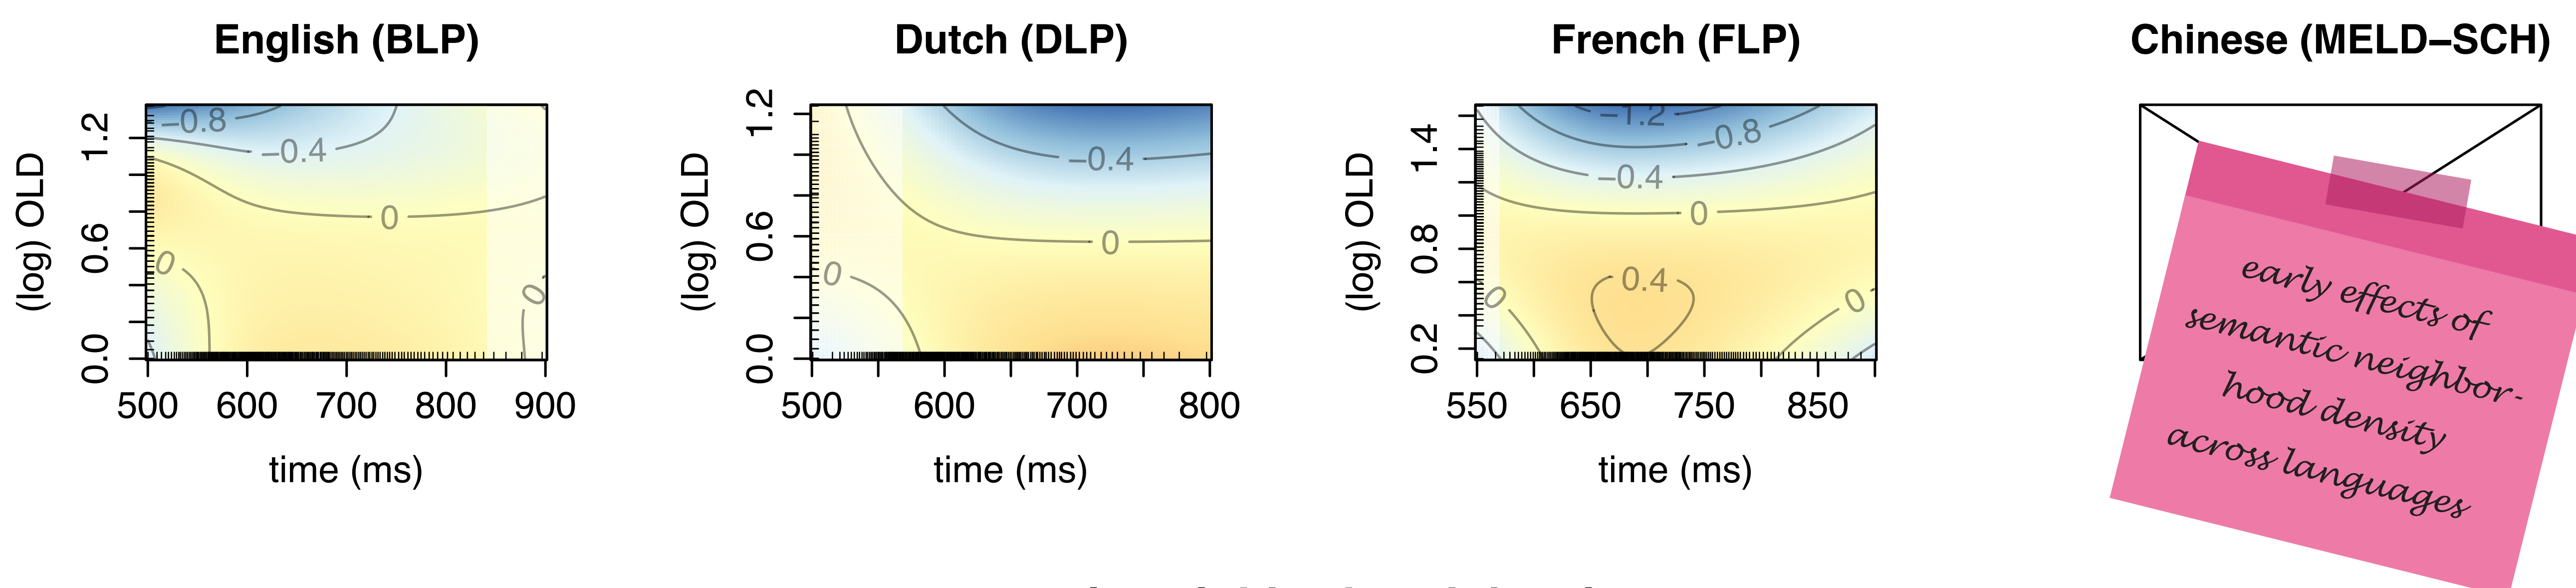 English (BLP)
Dutch (DLP)
French (FLP)
Chinese (MELD–SCH)
(log) OLD
0.0 0.6 1.2
−0.8
−0.4
0
0
0
500 600 700 800 900
time (ms)
(log) OLD
0.0 0.6 1.2
−0.4
0
0
500 600 700 800
time (ms)
(log) OLD
0.2 0.8 1.4
−1.2
−0.8
−0.4
0
0.4
0
0
550 650 750 850
time (ms)
early effects of
semantic neighbor-
hood density
across languages